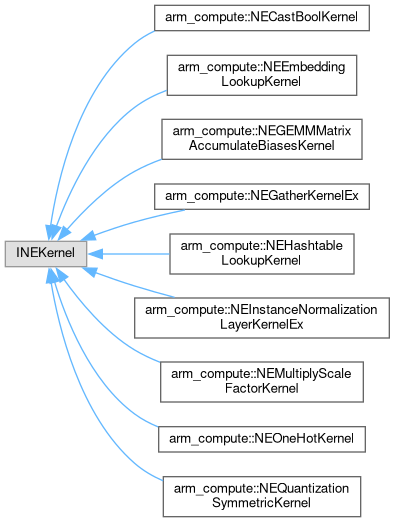 arm_compute::NECastBoolKernel
arm_compute::NEEmbedding
LookupKernel
arm_compute::NEGEMMMatrix
AccumulateBiasesKernel
arm_compute::NEGatherKernelEx
INEKernel
arm_compute::NEHashtable
LookupKernel
arm_compute::NEInstanceNormalization
LayerKernelEx
arm_compute::NEMultiplyScale
FactorKernel
arm_compute::NEOneHotKernel
arm_compute::NEQuantization
SymmetricKernel